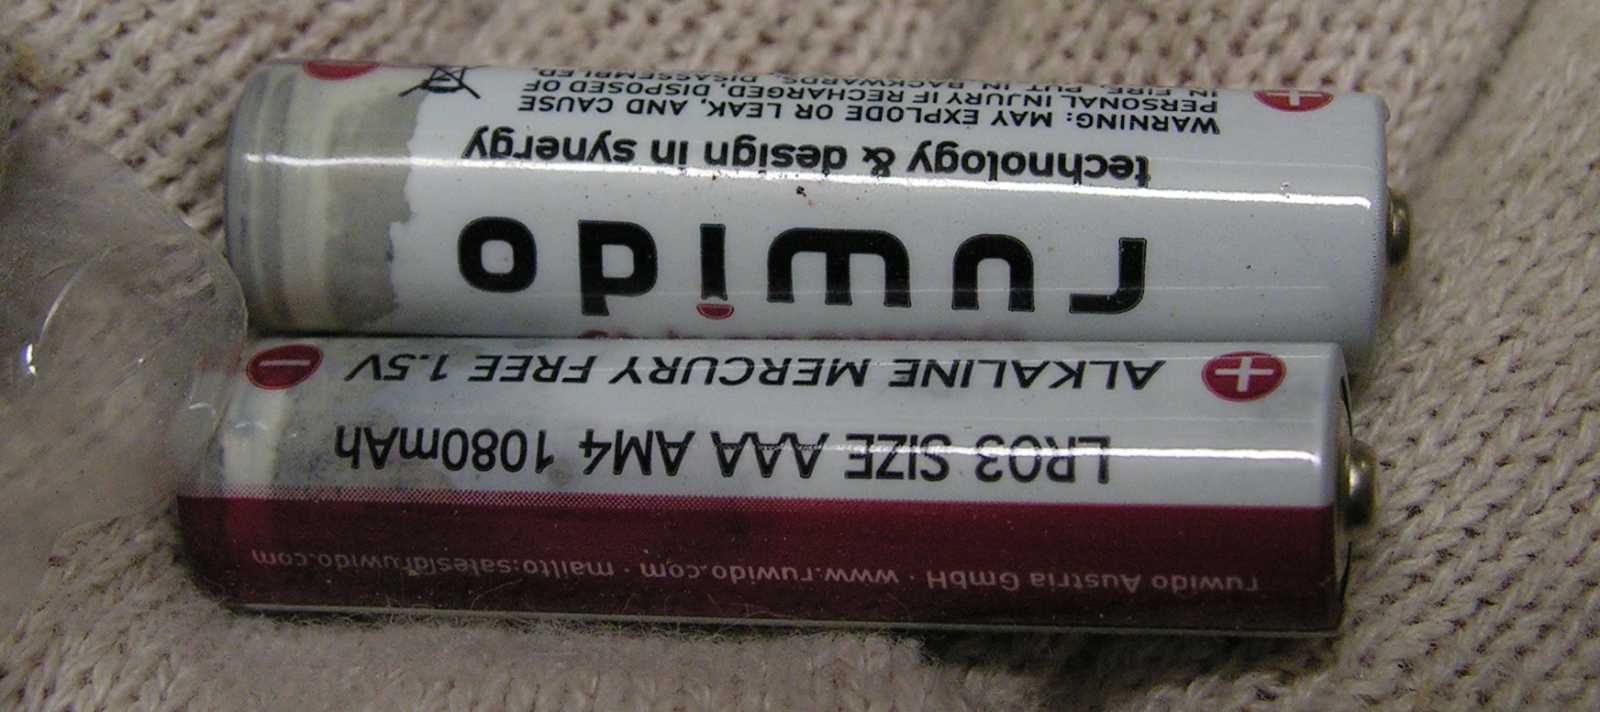 ruwido Austria GmbH · www.ruwido.com · mailto:sales@ruwido.com
LR03 SIZE AAA AM4 1080mAh
+ ALKALINE MERCURY FREE 1.5V −
ruwido
technology & design in synergy
WARNING: MAY EXPLODE OR LEAK, AND CAUSE
+ PERSONAL INJURY IF RECHARGED, DISPOSED OF
IN FIRE, PUT IN BACKWARDS, DISASSEMBLED,